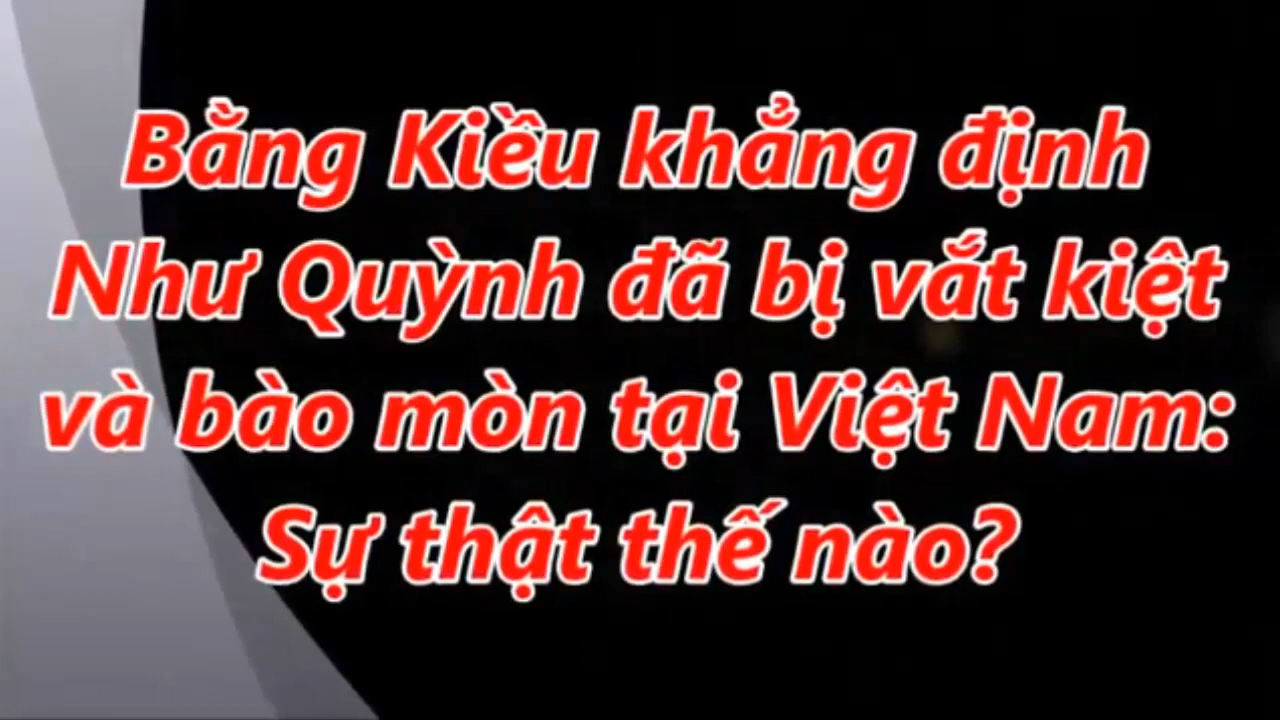 Bằng Kiều khẳng định
Như Quỳnh đã bị vắt kiệt
và bào mòn tại Việt Nam:
Sự thật thế nào?